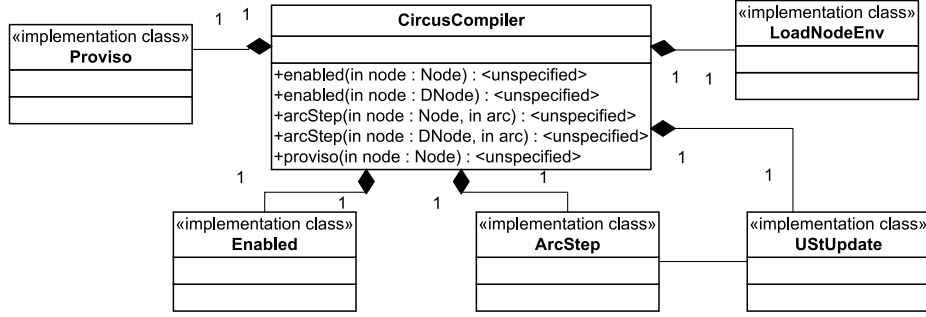 «implementation class»
Proviso
1
1
CircusCompiler
+enabled(in node : Node) : <unspecified>
+enabled(in node : DNode) : <unspecified>
+arcStep(in node : Node, in arc) : <unspecified>
+arcStep(in node : DNode, in arc) : <unspecified>
+proviso(in node : Node) : <unspecified>
«implementation class»
LoadNodeEnv
1
1
1
1
1
1
1
1
«implementation class»
Enabled
«implementation class»
ArcStep
«implementation class»
UStUpdate